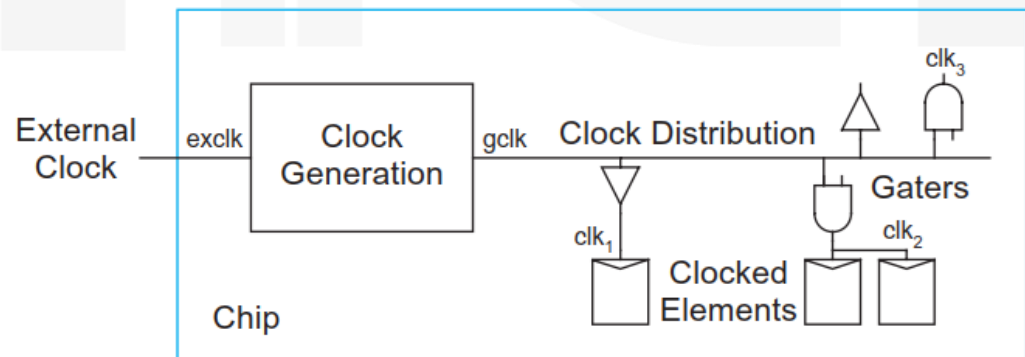 clk3
External
Clock
exclk
Clock
Generation
gclk
Clock Distribution
Gaters
clk1
clk2
Clocked
Elements
Chip